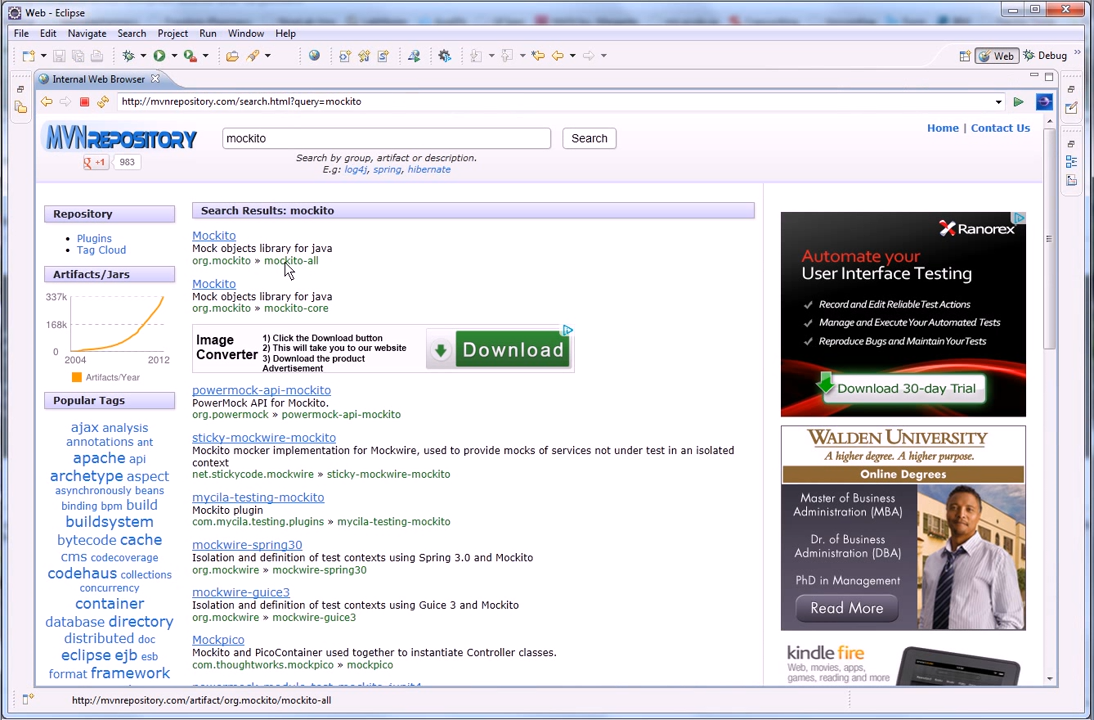 Web - Eclipse
File Edit Navigate Search Project Run Window Help
Web Debug
Internal Web Browser
http://mvnrepository.com/search.html?query=mockito
MVNREPOSITORY
mockito
Search
Home | Contact Us
+1 983
Search by group, artifact or description.
E.g: log4j, spring, hibernate
Repository
Plugins
Tag Cloud
Artifacts/Jars
337k
168k
0
2004 2012
Artifacts/Year
Popular Tags
ajax analysis
annotations ant
apache api
archetype aspect
asynchronously beans
binding bpm build
buildsystem
bytecode cache
cms codecoverage
codehaus collections
concurrency
container
database directory
distributed doc
eclipse ejb esb
format framework
Search Results: mockito
Mockito
Mock objects library for java
org.mockito » mockito-all
Mockito
Mock objects library for java
org.mockito » mockito-core
Image
Converter
1) Click the Download button
2) This will take you to our website
3) Download the product
Advertisement
Download
powermock-api-mockito
PowerMock API for Mockito.
org.powermock » powermock-api-mockito
sticky-mockwire-mockito
Mockito mocker implementation for Mockwire, used to provide mocks of services not under test in an isolated
context
net.stickycode.mockwire » sticky-mockwire-mockito
mycila-testing-mockito
Mockito plugin
com.mycila.testing.plugins » mycila-testing-mockito
mockwire-spring30
Isolation and definition of test contexts using Spring 3.0 and Mockito
org.mockwire » mockwire-spring30
mockwire-guice3
Isolation and definition of test contexts using Guice 3 and Mockito
org.mockwire » mockwire-guice3
Mockpico
Mockito and PicoContainer used together to instantiate Controller classes.
com.thoughtworks.mockpico » mockpico
Ranorex
Automate your
User Interface Testing
Record and Edit Reliable Test Actions
Manage and Execute Your Automated Tests
Reproduce Bugs and Maintain Your Tests
Download 30-day Trial
WALDEN UNIVERSITY
A higher degree. A higher purpose.
Online Degrees
Master of Business
Administration (MBA)
Dr. of Business
Administration (DBA)
PhD in Management
Read More
kindle fire
Web, movies, apps,
games, reading and more
http://mvnrepository.com/artifact/org.mockito/mockito-all